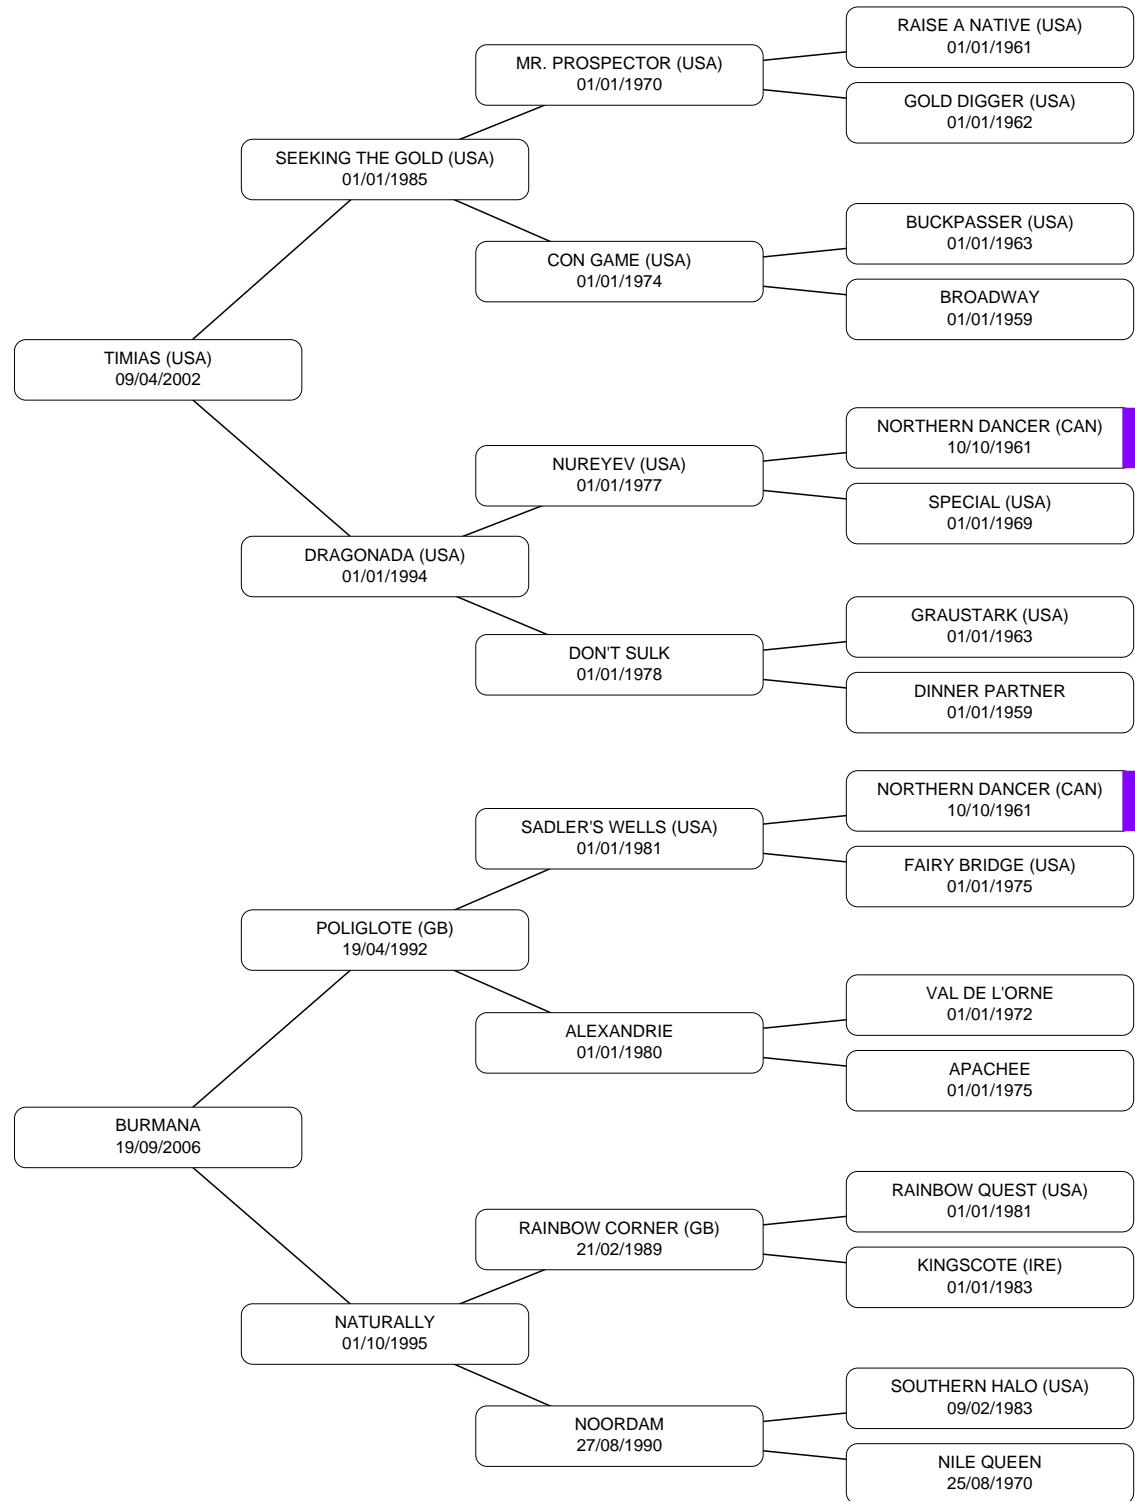 RAISE A NATIVE (USA)
01/01/1961
MR. PROSPECTOR (USA)
01/01/1970
GOLD DIGGER (USA)
01/01/1962
SEEKING THE GOLD (USA)
01/01/1985
BUCKPASSER (USA)
01/01/1963
CON GAME (USA)
01/01/1974
BROADWAY
01/01/1959
TIMIAS (USA)
09/04/2002
NORTHERN DANCER (CAN)
10/10/1961
NUREYEV (USA)
01/01/1977
SPECIAL (USA)
01/01/1969
DRAGONADA (USA)
01/01/1994
GRAUSTARK (USA)
01/01/1963
DON'T SULK
01/01/1978
DINNER PARTNER
01/01/1959
NORTHERN DANCER (CAN)
10/10/1961
SADLER'S WELLS (USA)
01/01/1981
FAIRY BRIDGE (USA)
01/01/1975
POLIGLOTE (GB)
19/04/1992
VAL DE L'ORNE
01/01/1972
ALEXANDRIE
01/01/1980
APACHEE
01/01/1975
BURMANA
19/09/2006
RAINBOW QUEST (USA)
01/01/1981
RAINBOW CORNER (GB)
21/02/1989
KINGSCOTE (IRE)
01/01/1983
NATURALLY
01/10/1995
SOUTHERN HALO (USA)
09/02/1983
NOORDAM
27/08/1990
NILE QUEEN
25/08/1970